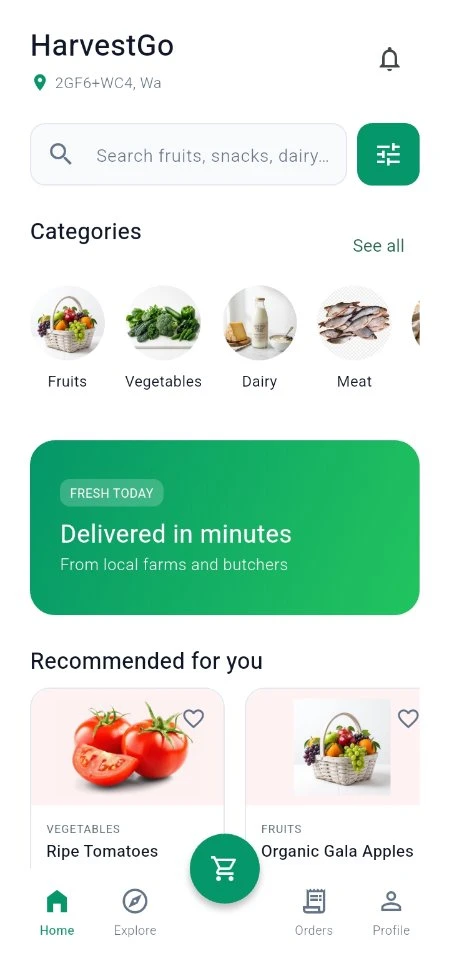 HarvestGo
2GF6+WC4, Wa
Search fruits, snacks, dairy...
Categories
See all
Fruits
Vegetables
Dairy
Meat
FRESH TODAY
Delivered in minutes
From local farms and butchers
Recommended for you
VEGETABLES
Ripe Tomatoes
FRUITS
Organic Gala Apples
Home
Explore
Orders
Profile